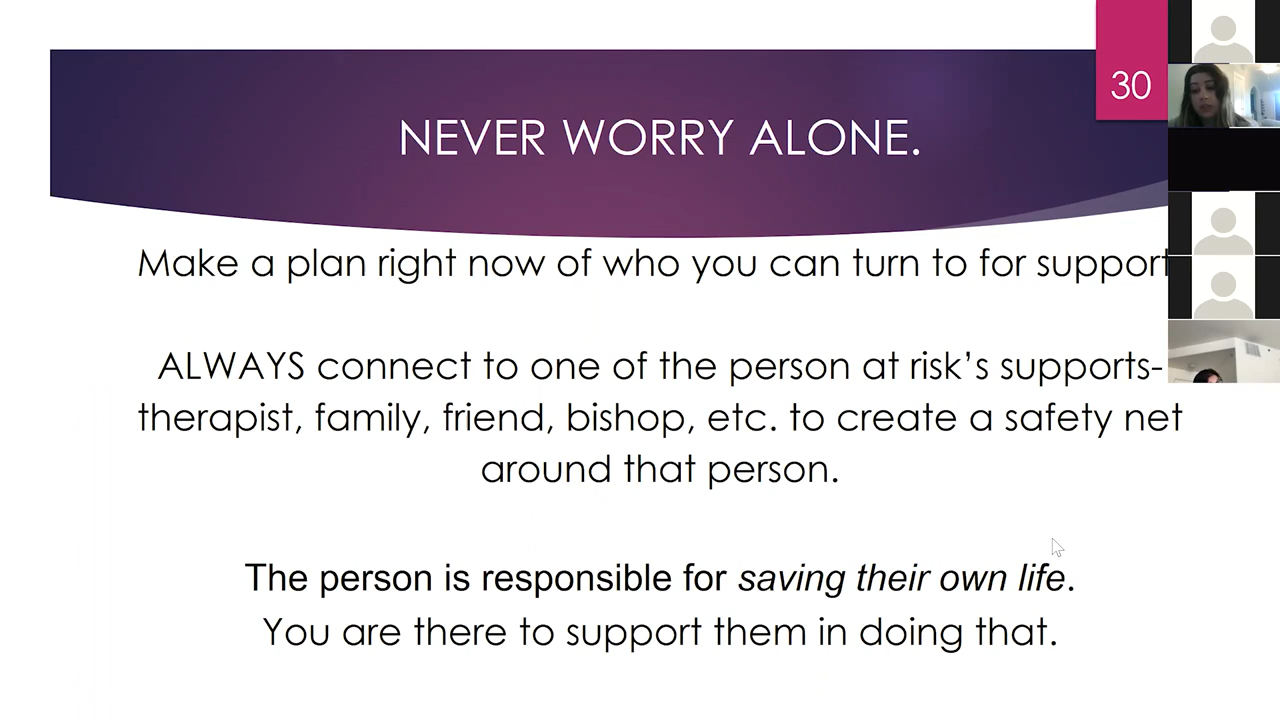 30
NEVER WORRY ALONE.
Make a plan right now of who you can turn to for support
ALWAYS connect to one of the person at risk’s supports-
therapist, family, friend, bishop, etc. to create a safety net
around that person.
The person is responsible for saving their own life.
You are there to support them in doing that.